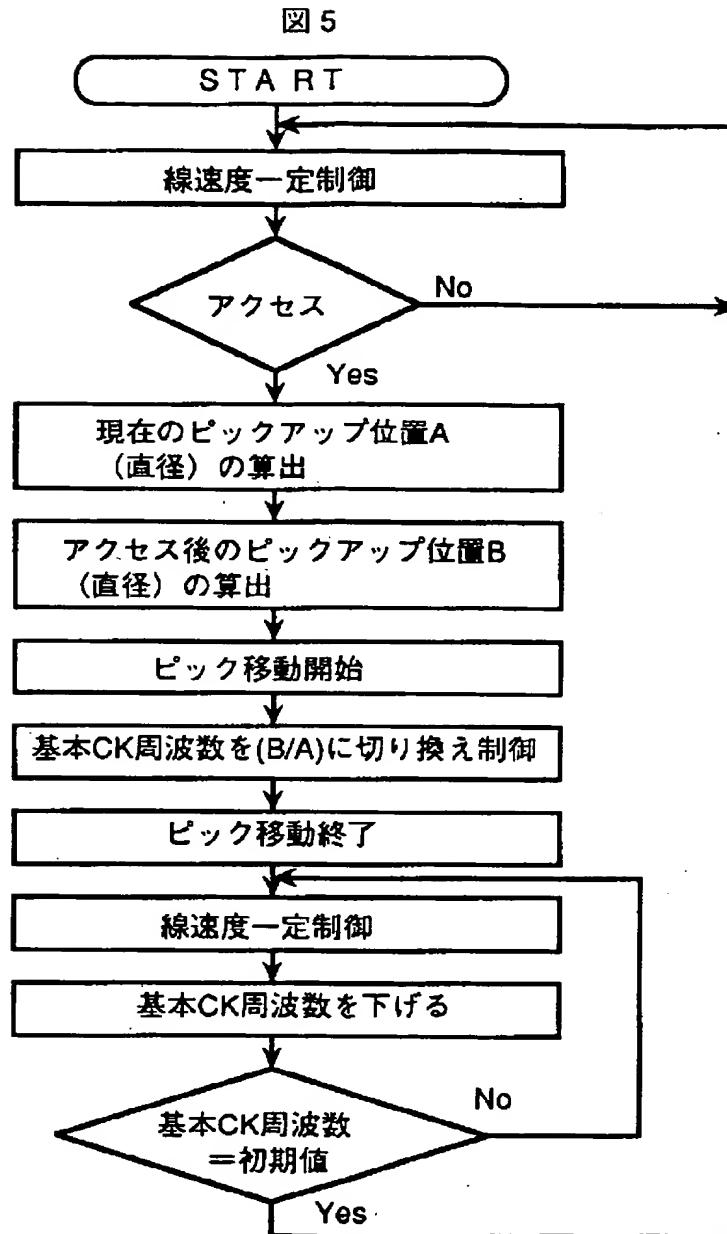 図5
START
線速度一定制御
アクセス
No
Yes
現在のピックアップ位置A
(直径)の算出
アクセス後のピックアップ位置B
(直径)の算出
ピック移動開始
基本CK周波数を(B/A)に切り換え制御
ピック移動終了
線速度一定制御
基本CK周波数を下げる
基本CK周波数
=初期値
No
Yes